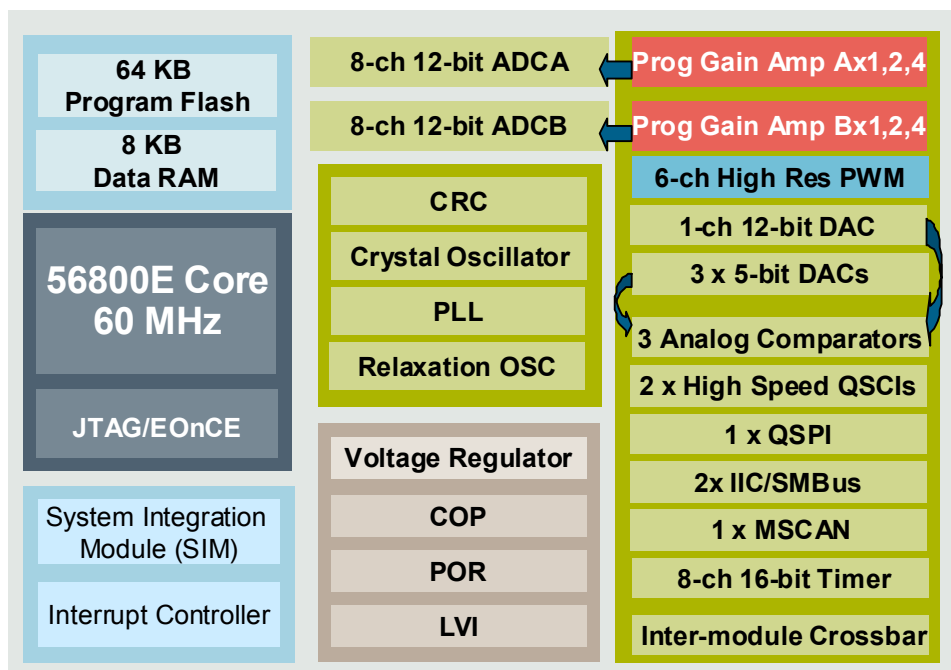 64 KB
Program Flash
8 KB
Data RAM
56800E Core
60 MHz
JTAG/EOnCE
System Integration
Module (SIM)
Interrupt Controller
8-ch 12-bit ADCA
8-ch 12-bit ADCB
CRC
Crystal Oscillator
PLL
Relaxation OSC
Voltage Regulator
COP
POR
LVI
Prog Gain Amp Ax1,2,4
Prog Gain Amp Bx1,2,4
6-ch High Res PWM
1-ch 12-bit DAC
3 x 5-bit DACs
3 Analog Comparators
2 x High Speed QSCIs
1 x QSPI
2x IIC/SMBus
1 x MSCAN
8-ch 16-bit Timer
Inter-module Crossbar